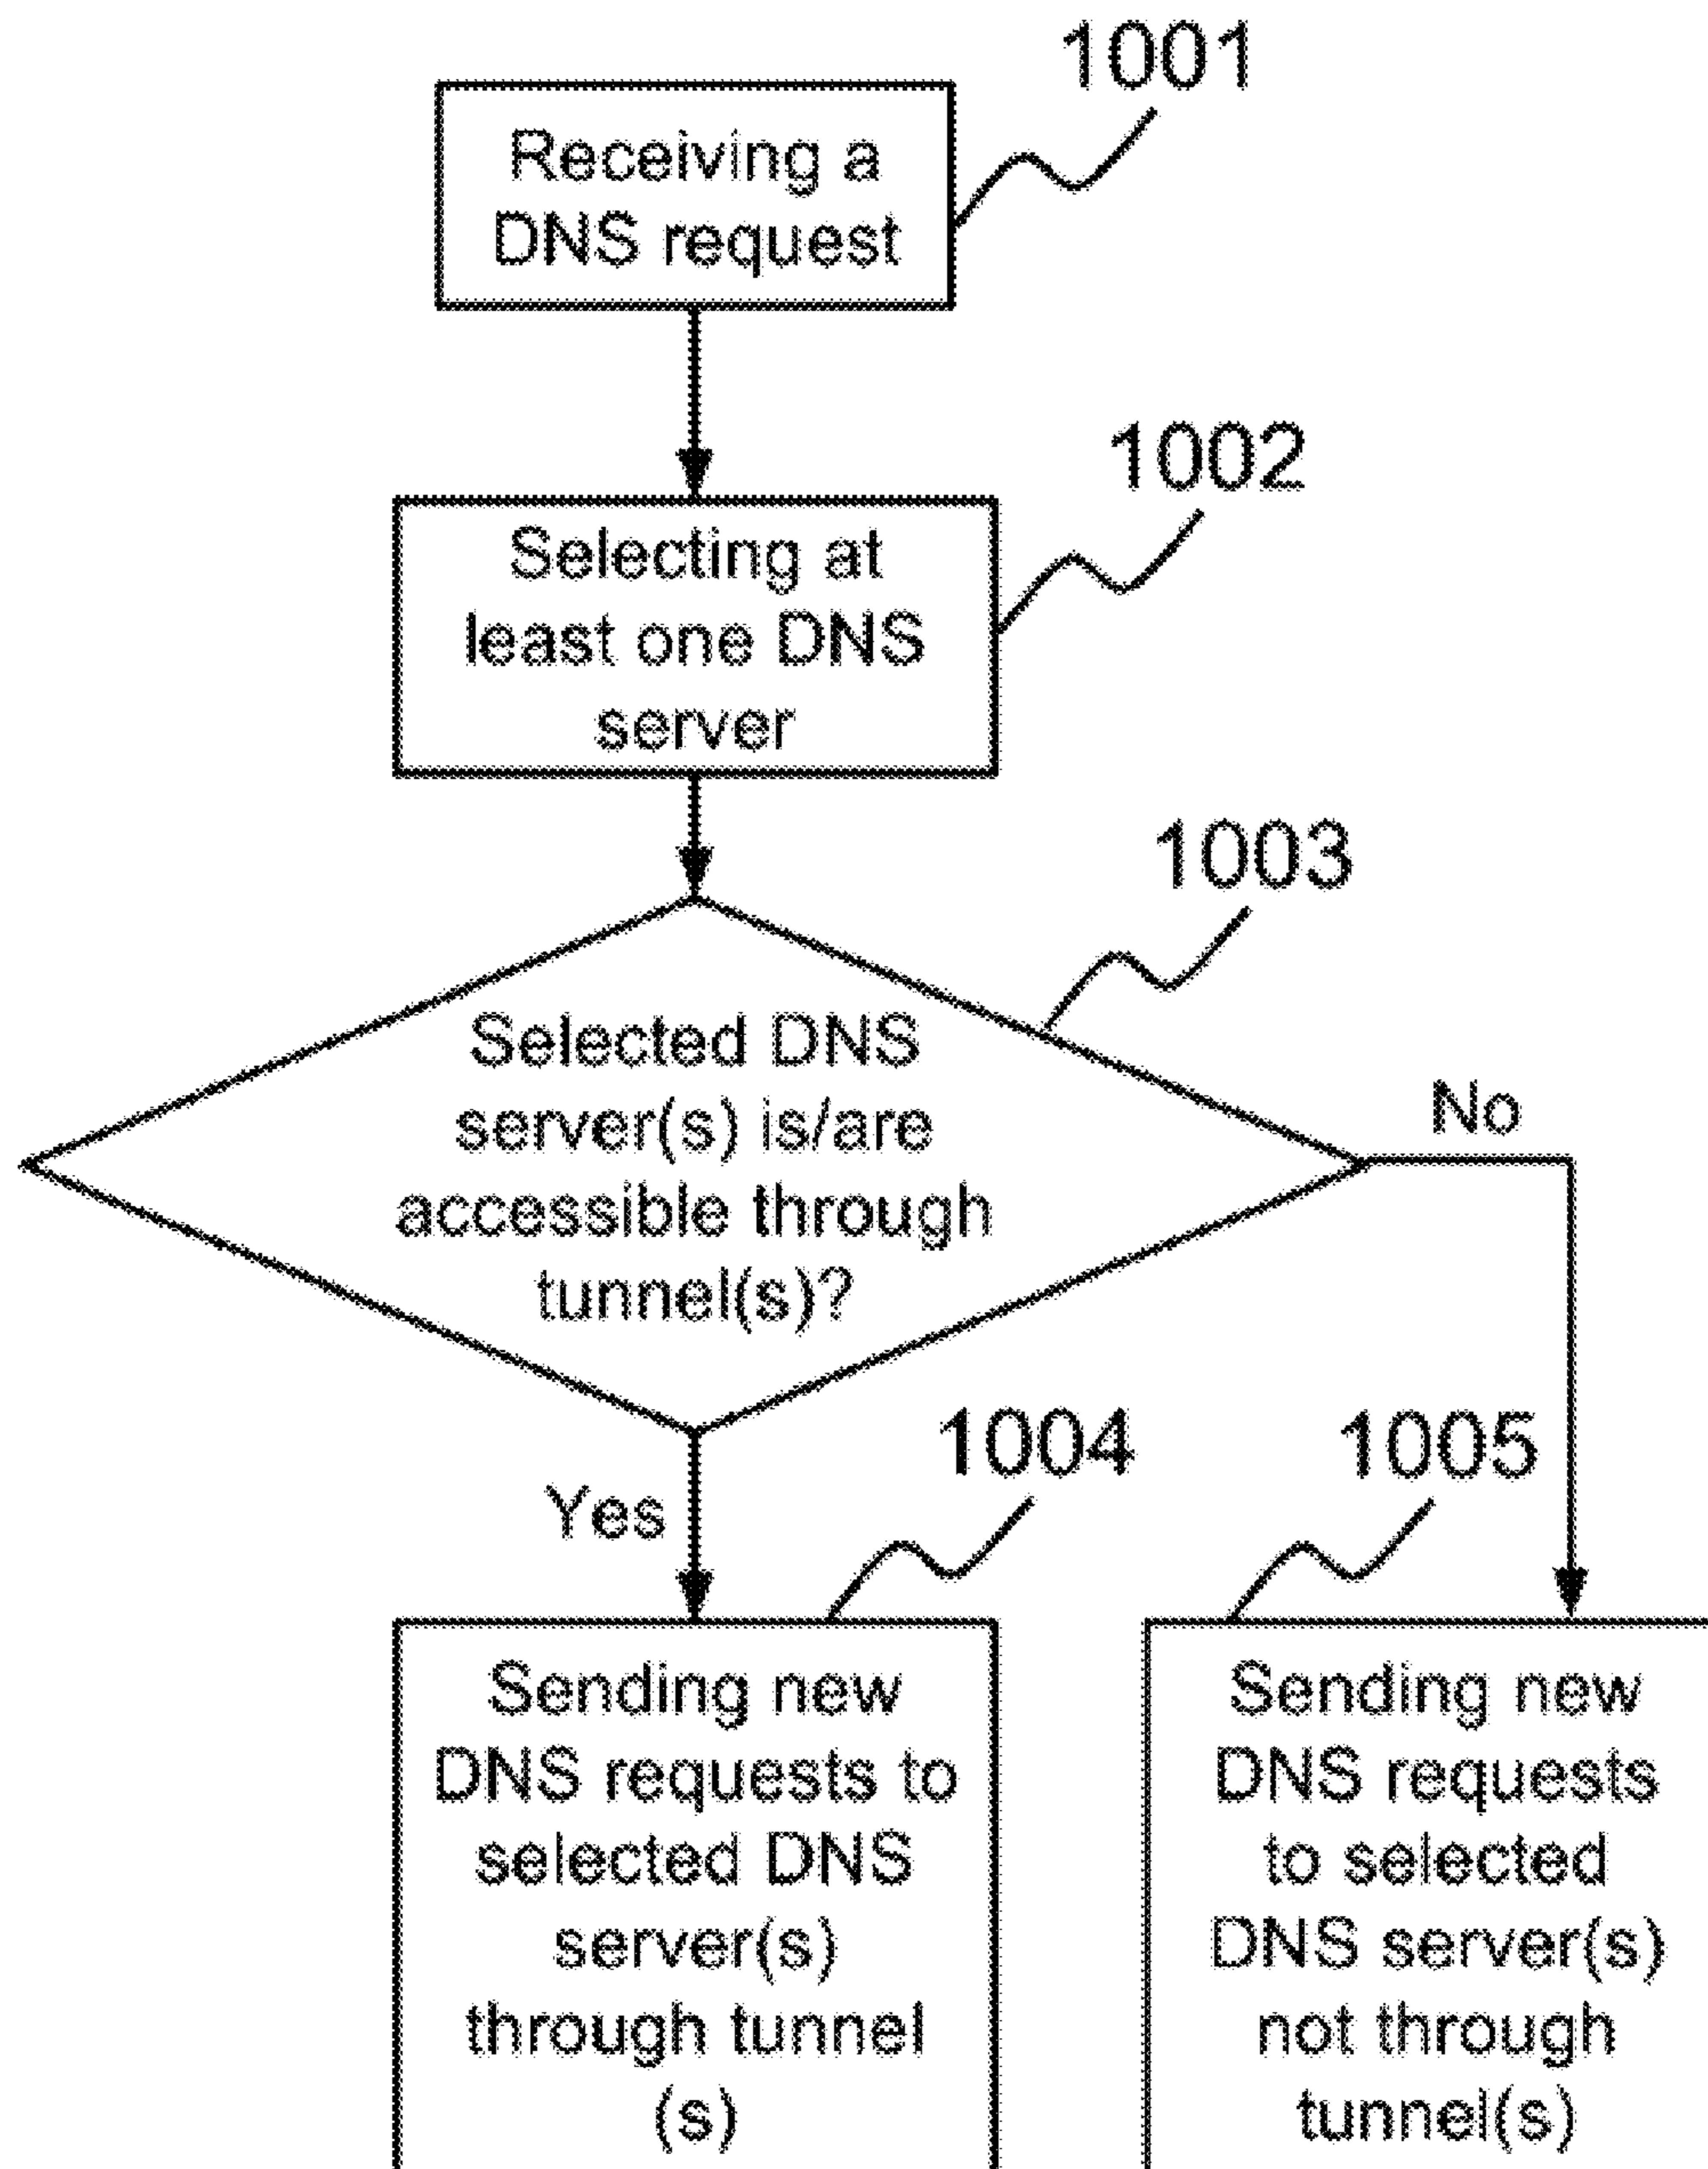 1001
Receiving a
DNS request
1002
Selecting at
least one DNS
server
1003
Selected DNS
server(s) is/are
accessible through
tunnel(s)?
No
Yes
1004
1005
Sending new
DNS requests to
selected DNS
server(s)
through tunnel
(s)
Sending new
DNS requests
to selected
DNS server(s)
not through
tunnel(s)